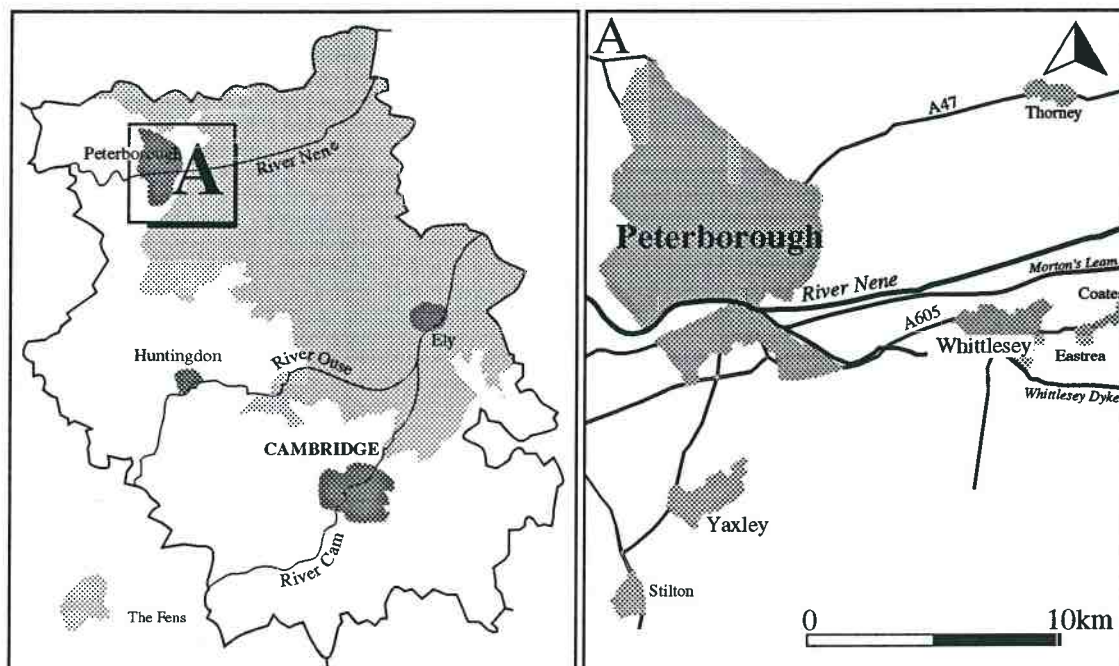 Peterborough
A
River Nene
Ely
Huntingdon
River Ouse
CAMBRIDGE
River Cam
The Fens
A
A47
Thorney
Peterborough
River Nene
Morton's Leam
Coates
A605
Whittlesey
Eastrea
Whittlesey Dyke
Yaxley
Stilton
0
10km